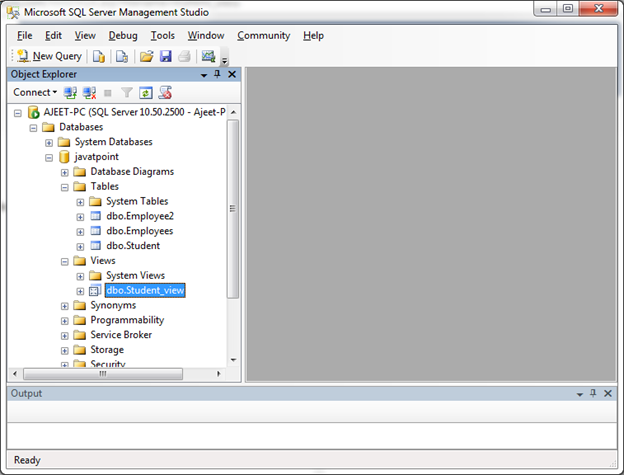 Microsoft SQL Server Management Studio
File Edit View Debug Tools Window Community Help
New Query
Object Explorer
Connect
AJEET-PC (SQL Server 10.50.2500 - Ajeet-P
Databases
System Databases
javatpoint
Database Diagrams
Tables
System Tables
dbo.Employee2
dbo.Employees
dbo.Student
Views
System Views
dbo.Student_view
Synonyms
Programmability
Service Broker
Storage
Security
Output
Ready